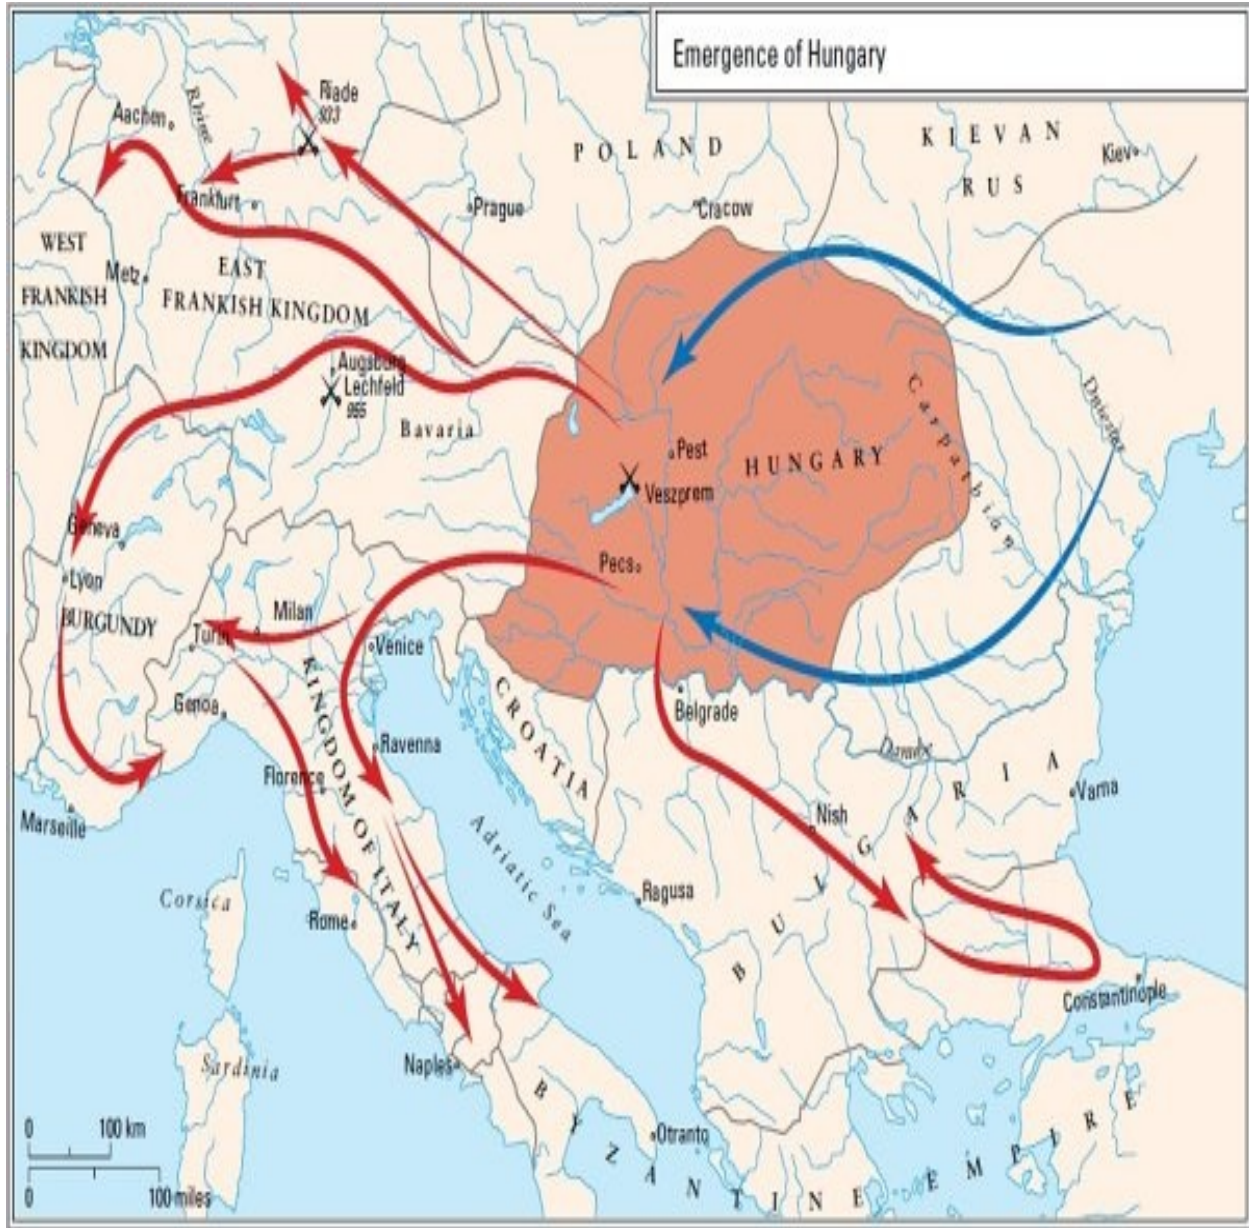 Emergence of Hungary
Riade
933
Aachen
Rhine
POLAND
KIEVAN
RUS
Kiev
Frankfurt
Prague
Cracow
WEST
FRANKISH
KINGDOM
Metz
EAST
FRANKISH KINGDOM
Augsburg
Lechfeld
955
Bavaria
Carpathian
Dniester
Pest
HUNGARY
Veszprem
Geneva
Pecs
Lyon
BURGUNDY
Milan
Turin
Venice
KINGDOM OF ITALY
CROATIA
Genoa
Belgrade
Ravenna
Danube
Florence
Marseille
Nish
Varna
BULGARIA
Adriatic Sea
Corsica
Ragusa
Rome
Constantinople
Sardinia
Naples
Otranto
BYZANTINE EMPIRE
0 100 km
0 100 miles